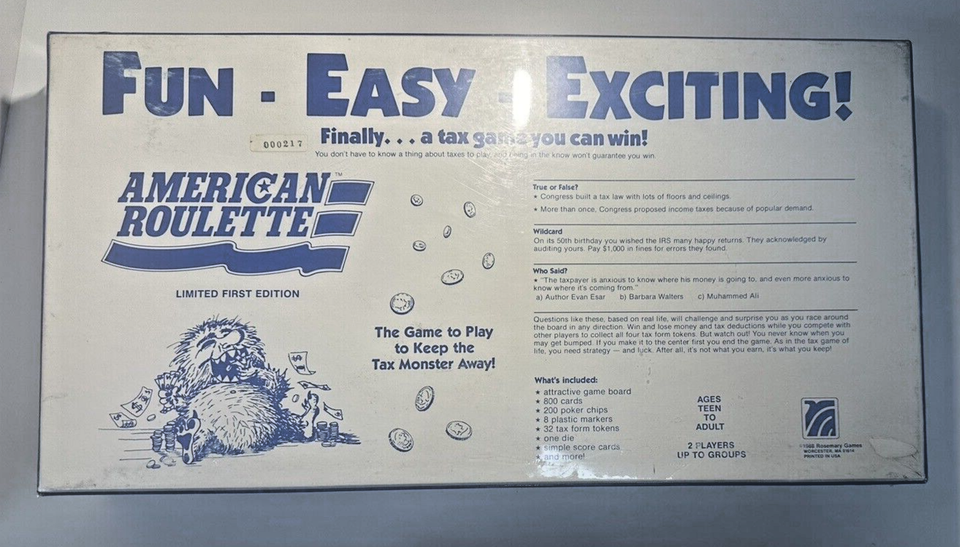 FUN - EASY - EXCITING!
Finally. . . a tax game you can win!
000217
You don't have to know a thing about taxes to play, and being in the know won't guarantee you win.
AMERICAN ™
ROULETTE
LIMITED FIRST EDITION
The Game to Play
to Keep the
Tax Monster Away!
True or False?
★ Congress built a tax law with lots of floors and ceilings.
★ More than once, Congress proposed income taxes because of popular demand.
Wildcard
On its 50th birthday you wished the IRS many happy returns. They acknowledged by
auditing yours. Pay $1,000 in fines for errors they found.
Who Said?
★ "The taxpayer is anxious to know where his money is going to, and even more anxious to
know where it's coming from."
a) Author Evan Esar b) Barbara Walters c) Muhammed Ali
Questions like these, based on real life, will challenge and surprise you as you race around
the board in any direction. Win and lose money and tax deductions while you compete with
other players to collect all four tax form tokens. But watch out! You never know when you
may get bumped. If you make it to the center first you end the game. As in the tax game of
life, you need strategy — and luck. After all, it's not what you earn, it's what you keep!
What's included:
★ attractive game board
★ 800 cards
★ 200 poker chips
★ 8 plastic markers
★ 32 tax form tokens
★ one die
★ simple score cards
★ and more!
AGES
TEEN
TO
ADULT
2 PLAYERS
UP TO GROUPS
Rosemary Games
WORCESTER, MA
PRINTED IN USA